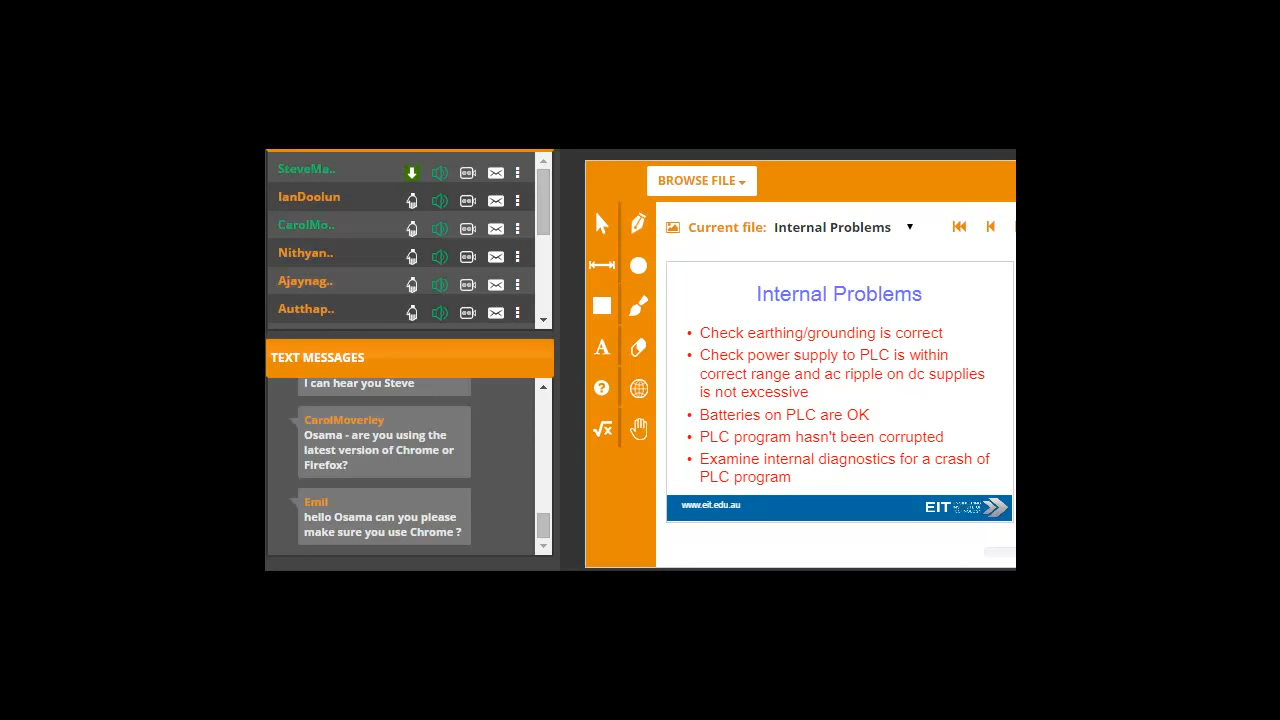 SteveMa..
IanDoolun
CarolMo..
Nithyan..
Ajaynag..
Autthap..
TEXT MESSAGES
I can hear you Steve
CarolMoverley
Osama - are you using the
latest version of Chrome or
Firefox?
Emil
hello Osama can you please
make sure you use Chrome ?
BROWSE FILE
Current file: Internal Problems
A
?
√x
Internal Problems
• Check earthing/grounding is correct
• Check power supply to PLC is within
correct range and ac ripple on dc supplies
is not excessive
• Batteries on PLC are OK
• PLC program hasn't been corrupted
• Examine internal diagnostics for a crash of
PLC program
www.eit.edu.au
EIT